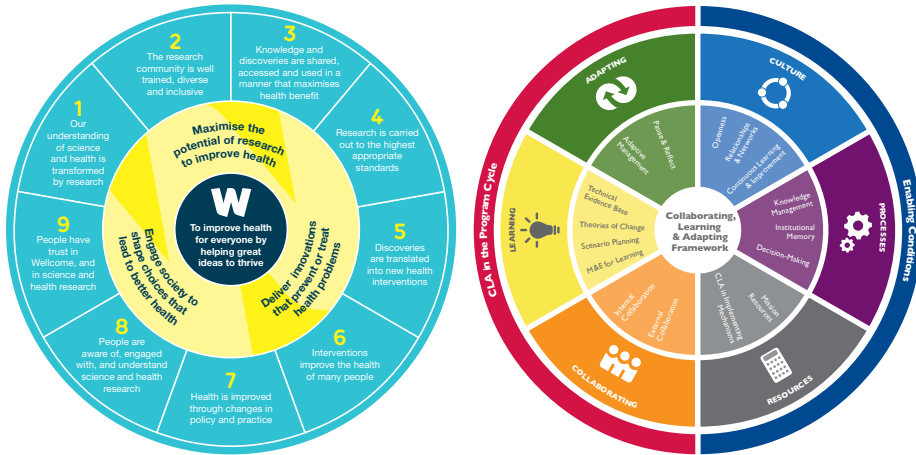 1
Our
understanding
of science
and health is
transformed
by research
2
The research
community is well
trained, diverse
and inclusive
3
Knowledge and
discoveries are shared,
accessed and used in a
manner that maximises
health benefit
4
Research is carried
out to the highest
appropriate
standards
5
Discoveries
are translated
into new health
interventions
6
Interventions
improve the health
of many people
7
Health is improved
through changes in
policy and practice
8
People are
aware of, engaged
with, and understand
science and health
research
9
People have
trust in
Wellcome, and
in science and
health research
Maximise the
potential of research
to improve health
Deliver innovations
that prevent or treat
health problems
Engage society to
shape choices that
lead to better health
W
To improve health
for everyone by
helping great
ideas to thrive
CLA in the Program Cycle
Enabling Conditions
ADAPTING
Adaptive
Management
Pause & Reflect
CULTURE
Openness
Relationships
& Networks
Continuous Learning
& Improvement
PROCESSES
Knowledge
Management
Institutional
Memory
Decision-Making
RESOURCES
Mission
Resources
CLA in Implementing
Mechanisms
COLLABORATING
Internal
Collaboration
External
Collaboration
LEARNING
Technical
Evidence Base
Theories of Change
Scenario Planning
M&E for Learning
Collaborating,
Learning
& Adapting
Framework